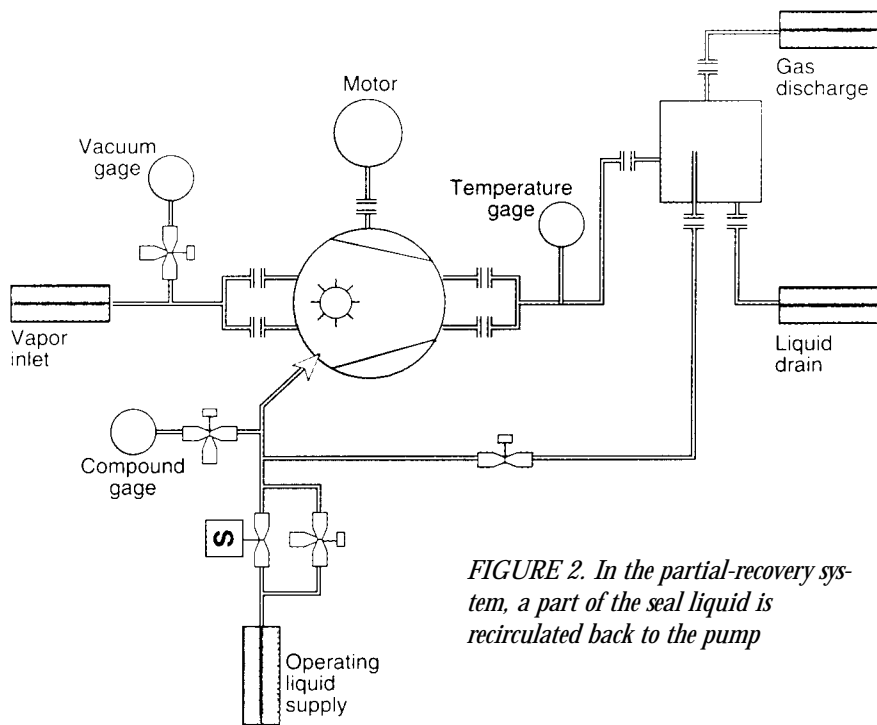 Gas
discharge
Motor
Vacuum
gage
Temperature
gage
Vapor
inlet
Liquid
drain
Compound
gage
S
FIGURE 2. In the partial-recovery sys-
tem, a part of the seal liquid is
recirculated back to the pump
Operating
liquid
supply